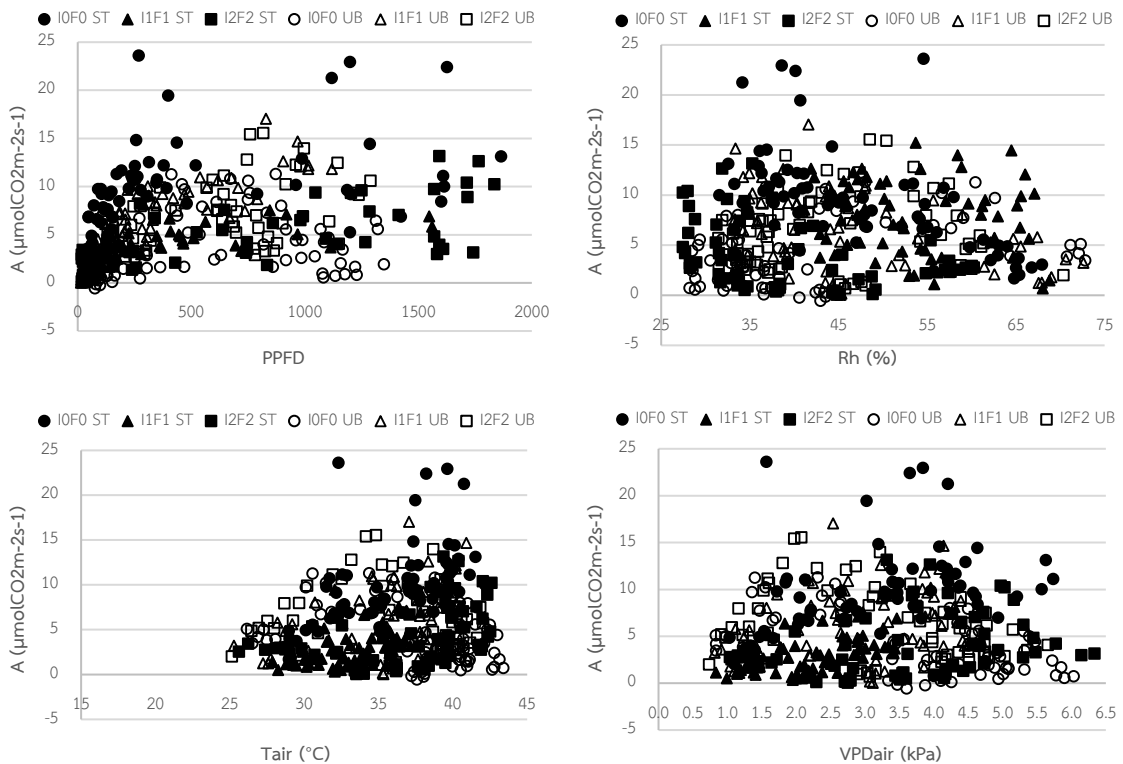 I0F0 ST I1F1 ST I2F2 ST I0F0 UB I1F1 UB I2F2 UB
25
20
15
10
5
0
-5
0 500 1000 1500 2000
A (µmolCO2m-2s-1)
PPFD
I0F0 ST I1F1 ST I2F2 ST I0F0 UB I1F1 UB I2F2 UB
25
20
15
10
5
0
-5
25 35 45 55 65 75
A (µmolCO2m-2s-1)
Rh (%)
I0F0 ST I1F1 ST I2F2 ST I0F0 UB I1F1 UB I2F2 UB
25
20
15
10
5
0
-5
15 25 35 40 45
A (µmolCO2m-2s-1)
Tair (°C)
I0F0 ST I1F1 ST I2F2 ST I0F0 UB I1F1 UB I2F2 UB
25
20
15
10
5
0
-5
0.0 0.5 1.0 1.5 2.0 2.5 3.0 3.5 4.0 4.5 5.0 5.5 6.0 6.5
A (µmolCO2m-2s-1)
VPDair (kPa)